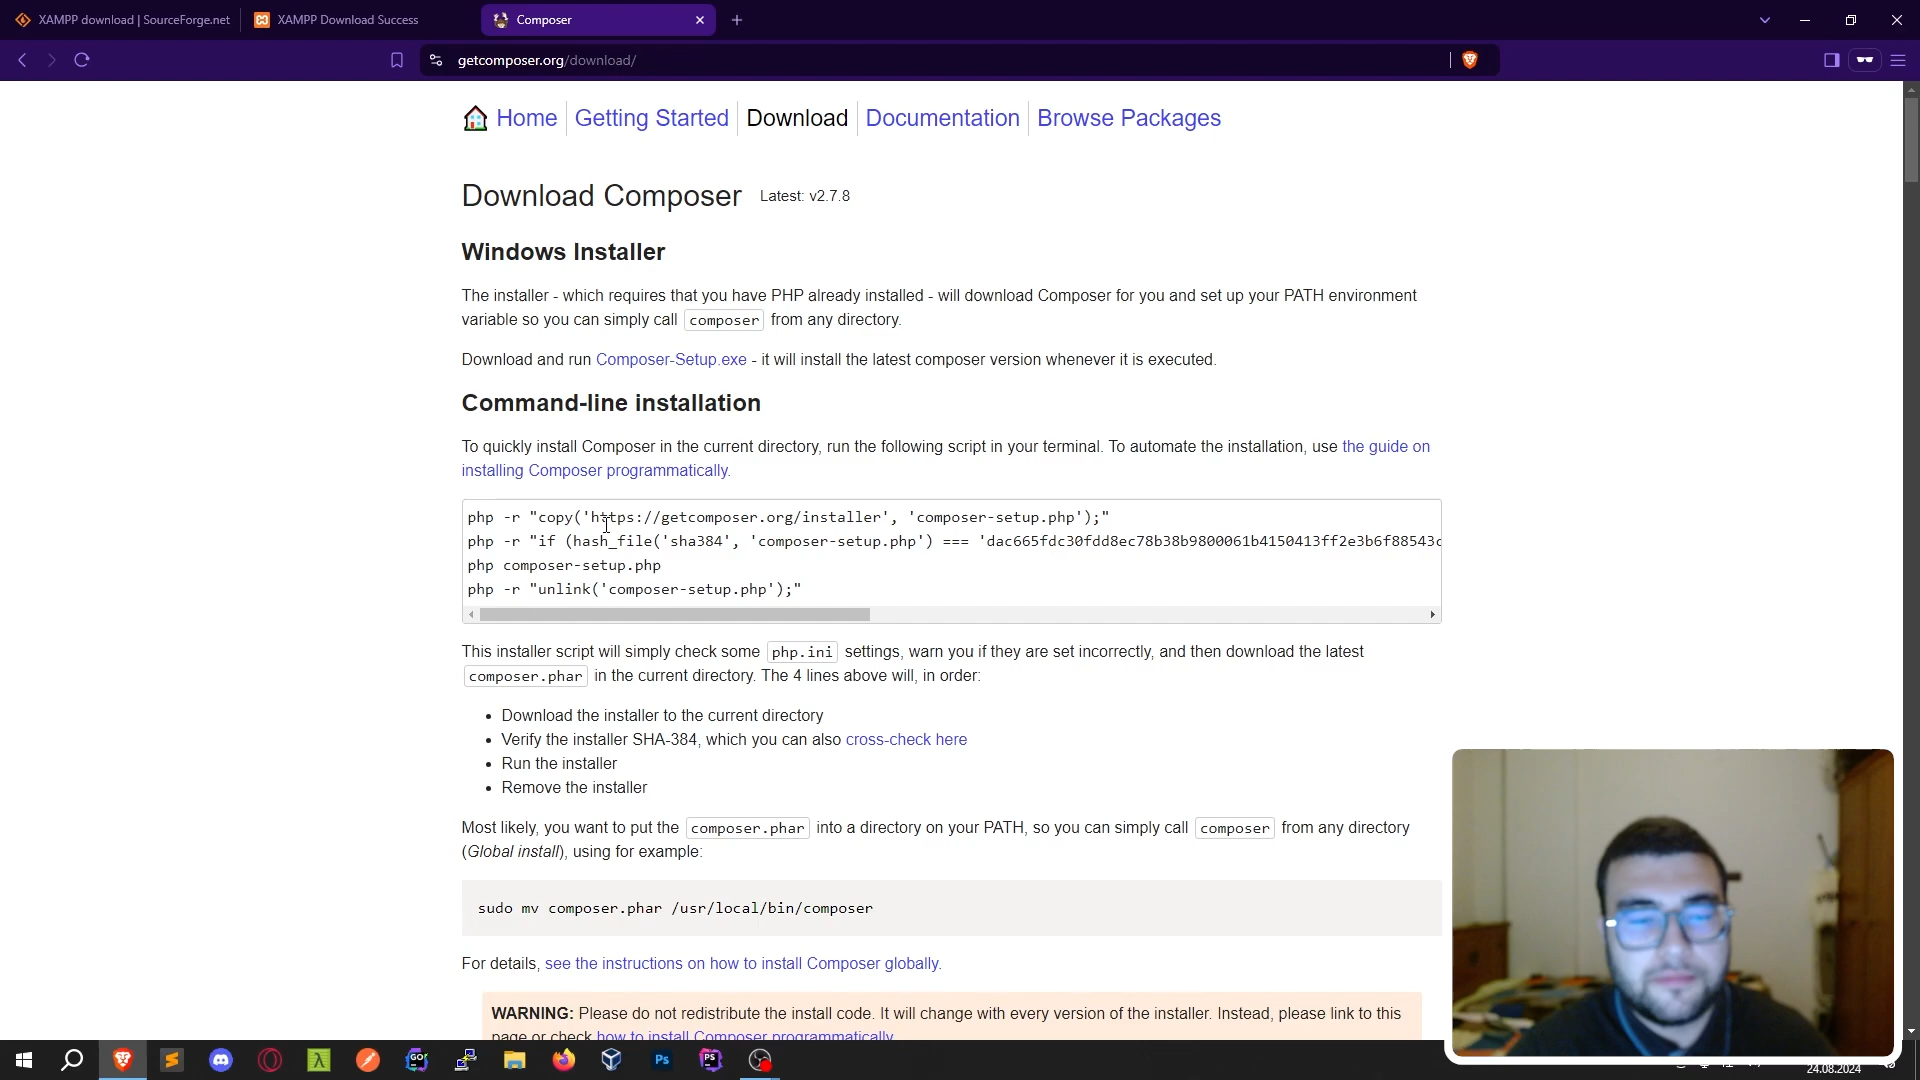 XAMPP download | SourceForge.net
XAMPP Download Success
Composer
getcomposer.org/download/
Home
Getting Started
Download
Documentation
Browse Packages
Download Composer
Latest: v2.7.8
Windows Installer
The installer - which requires that you have PHP already installed - will download Composer for you and set up your PATH environment
variable so you can simply call composer from any directory.
Download and run Composer-Setup.exe - it will install the latest composer version whenever it is executed.
Command-line installation
To quickly install Composer in the current directory, run the following script in your terminal. To automate the installation, use the guide on
installing Composer programmatically.
php -r "copy('https://getcomposer.org/installer', 'composer-setup.php');"
php -r "if (hash_file('sha384', 'composer-setup.php') === 'dac665fdc30fdd8ec78b38b9800061b4150413ff2e3b6f88543c
php composer-setup.php
php -r "unlink('composer-setup.php');"
This installer script will simply check some php.ini settings, warn you if they are set incorrectly, and then download the latest
composer.phar in the current directory. The 4 lines above will, in order:
• Download the installer to the current directory
• Verify the installer SHA-384, which you can also cross-check here
• Run the installer
• Remove the installer
Most likely, you want to put the composer.phar into a directory on your PATH, so you can simply call composer from any directory
(Global install), using for example:
sudo mv composer.phar /usr/local/bin/composer
For details, see the instructions on how to install Composer globally.
WARNING: Please do not redistribute the install code. It will change with every version of the installer. Instead, please link to this
page or check how to install Composer programmatically
GO
Ps
PS
24.08.2024